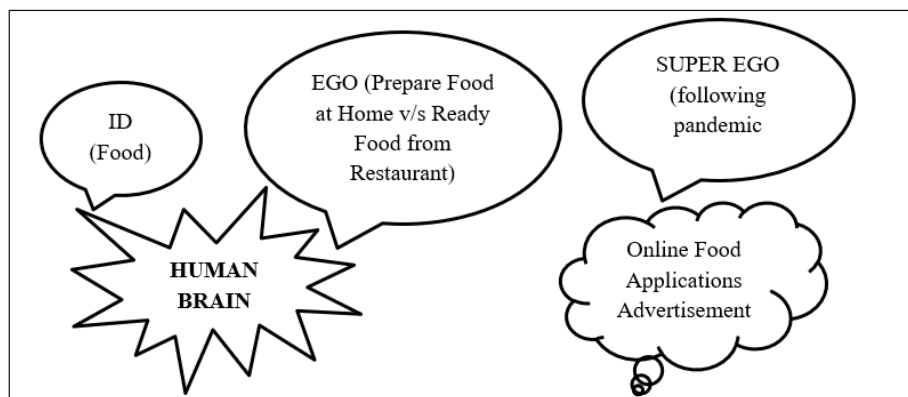 ID
(Food)
EGO (Prepare Food
at Home v/s Ready
Food from
Restaurant)
SUPER EGO
(following
pandemic
HUMAN
BRAIN
Online Food
Applications
Advertisement